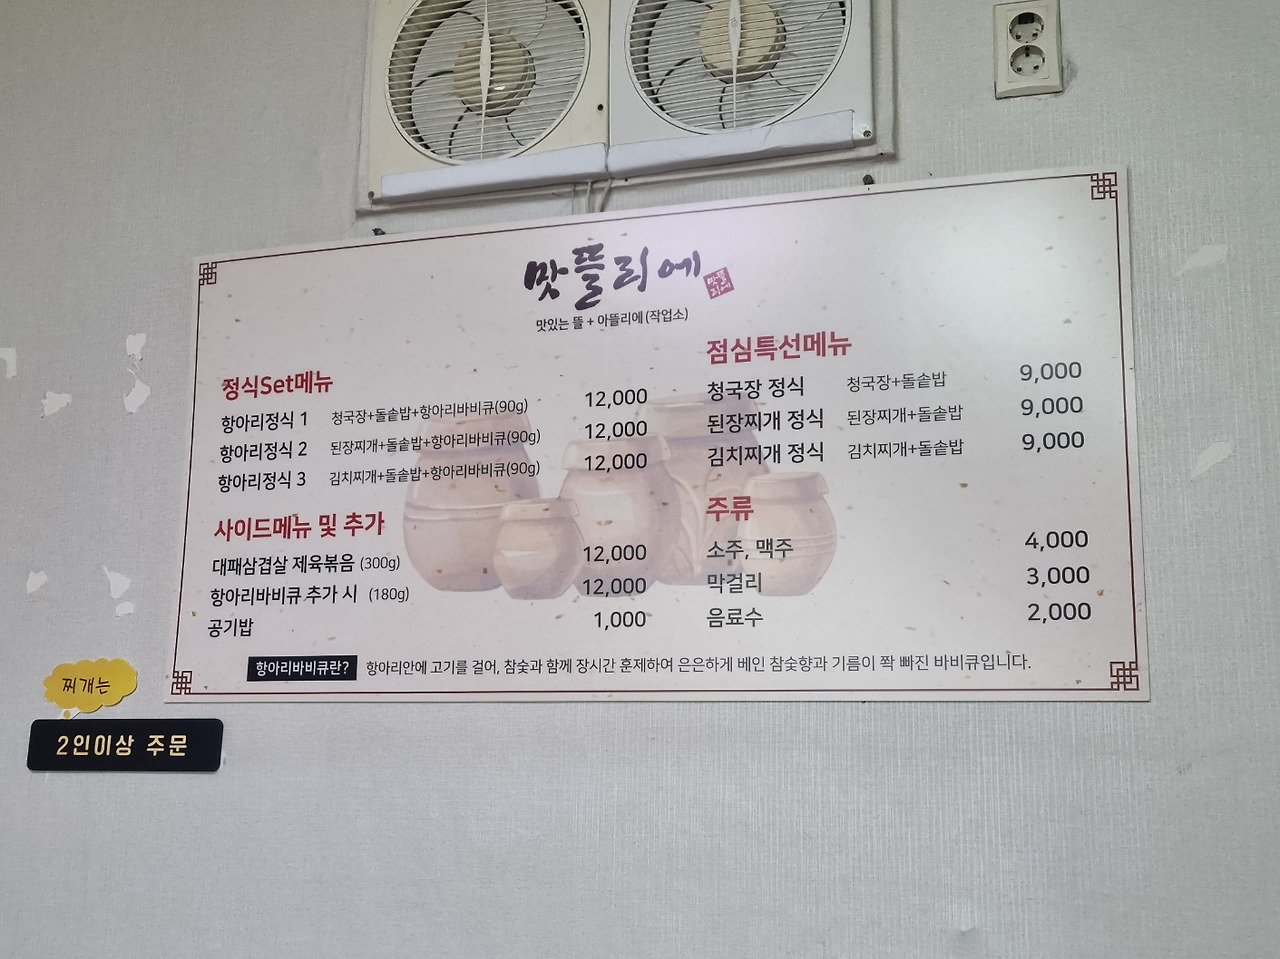 맛뜰리에
맛뜰
리에
맛있는 뜰 + 아뜰리에(작업소)
정식Set메뉴
항아리정식 1 청국장+돌솥밥+항아리바비큐(90g) 12,000
항아리정식 2 된장찌개+돌솥밥+항아리바비큐(90g) 12,000
항아리정식 3 김치찌개+돌솥밥+항아리바비큐(90g) 12,000
사이드메뉴 및 추가
대패삼겹살 제육볶음 (300g) 12,000
항아리바비큐 추가 시 (180g) 12,000
공기밥 1,000
점심특선메뉴
청국장 정식 청국장+돌솥밥 9,000
된장찌개 정식 된장찌개+돌솥밥 9,000
김치찌개 정식 김치찌개+돌솥밥 9,000
주류
소주, 맥주 4,000
막걸리 3,000
음료수 2,000
항아리바비큐란? 항아리안에 고기를 걸어, 참숯과 함께 장시간 훈제하여 은은하게 베인 참숯향과 기름이 쫙 빠진 바비큐입니다.
찌개는
2인이상 주문